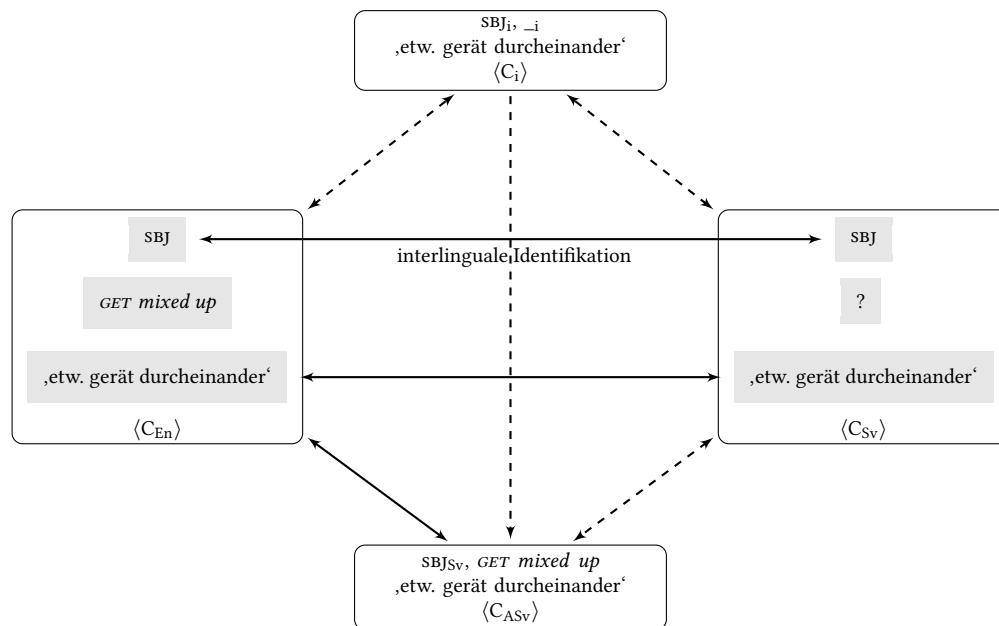 SBJi, _i
‚etw. gerät durcheinander‘
⟨Ci⟩
SBJ
SBJ
interlinguale Identifikation
GET mixed up
?
‚etw. gerät durcheinander‘
‚etw. gerät durcheinander‘
⟨CEn⟩
⟨CSv⟩
SBJSv, GET mixed up
‚etw. gerät durcheinander‘
⟨CASv⟩